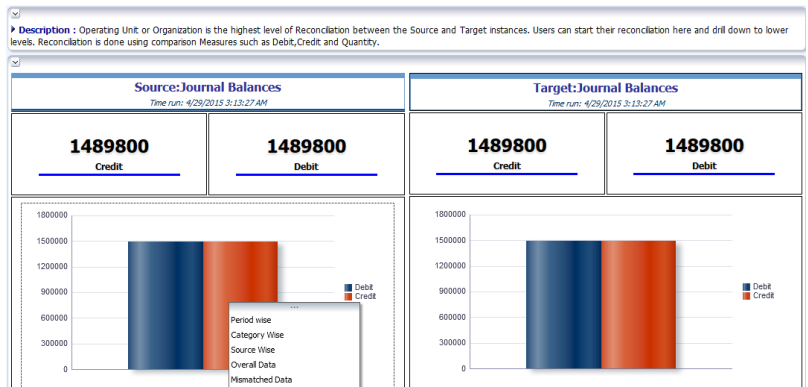 Description : Operating Unit or Organization is the highest level of Reconciliation between the Source and Target instances. Users can start their reconciliation here and drill down to lower
levels. Reconciliation is done using comparison Measures such as Debit,Credit and Quantity.
Source:Journal Balances
Time run: 4/29/2015 3:13:27 AM
1489800
Credit
1489800
Debit
1800000
1500000
1200000
900000
600000
300000
0
Debit
Credit
...
Period wise
Category Wise
Source Wise
Overall Data
Mismatched Data
Target:Journal Balances
Time run: 4/29/2015 3:13:27 AM
1489800
Credit
1489800
Debit
1800000
1500000
1200000
900000
600000
300000
0
Debit
Credit